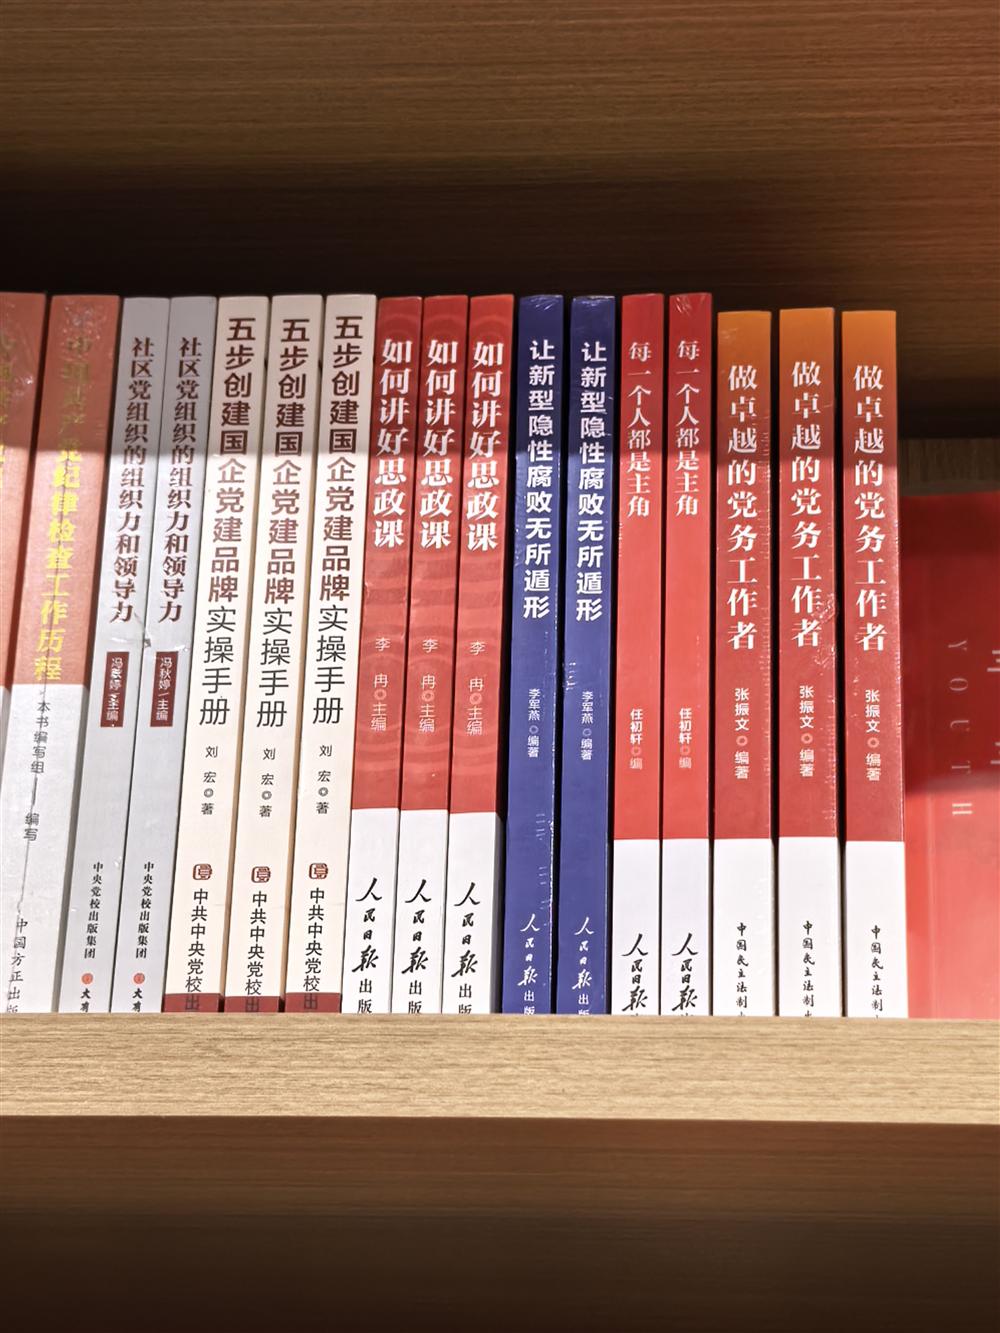 纪律检查工作历程
本书编写组
编写
中国方正出版
社区党组织的组织力和领导力
冯秋婷 主编
中央党校出版集团
大有
社区党组织的组织力和领导力
冯秋婷 主编
中央党校出版集团
大有
五步创建国企党建品牌实操手册
刘宏◎著
中共中央党校出
五步创建国企党建品牌实操手册
刘宏◎著
中共中央党校出
五步创建国企党建品牌实操手册
刘宏◎著
中共中央党校出
如何讲好思政课
李冉◎主编
人民日报出版
如何讲好思政课
李冉◎主编
人民日报出版
如何讲好思政课
李冉◎主编
人民日报出版
让新型隐性腐败无所遁形
李军燕◎编著
人民日报出版
让新型隐性腐败无所遁形
李军燕◎编著
人民日报出版
每一个人都是主角
任初轩◎编
人民日报
每一个人都是主角
任初轩◎编
人民日报
做卓越的党务工作者
张振文◎编著
中国民主法制出
做卓越的党务工作者
张振文◎编著
中国民主法制出
做卓越的党务工作者
张振文◎编著
中国民主法制出
YOUTH